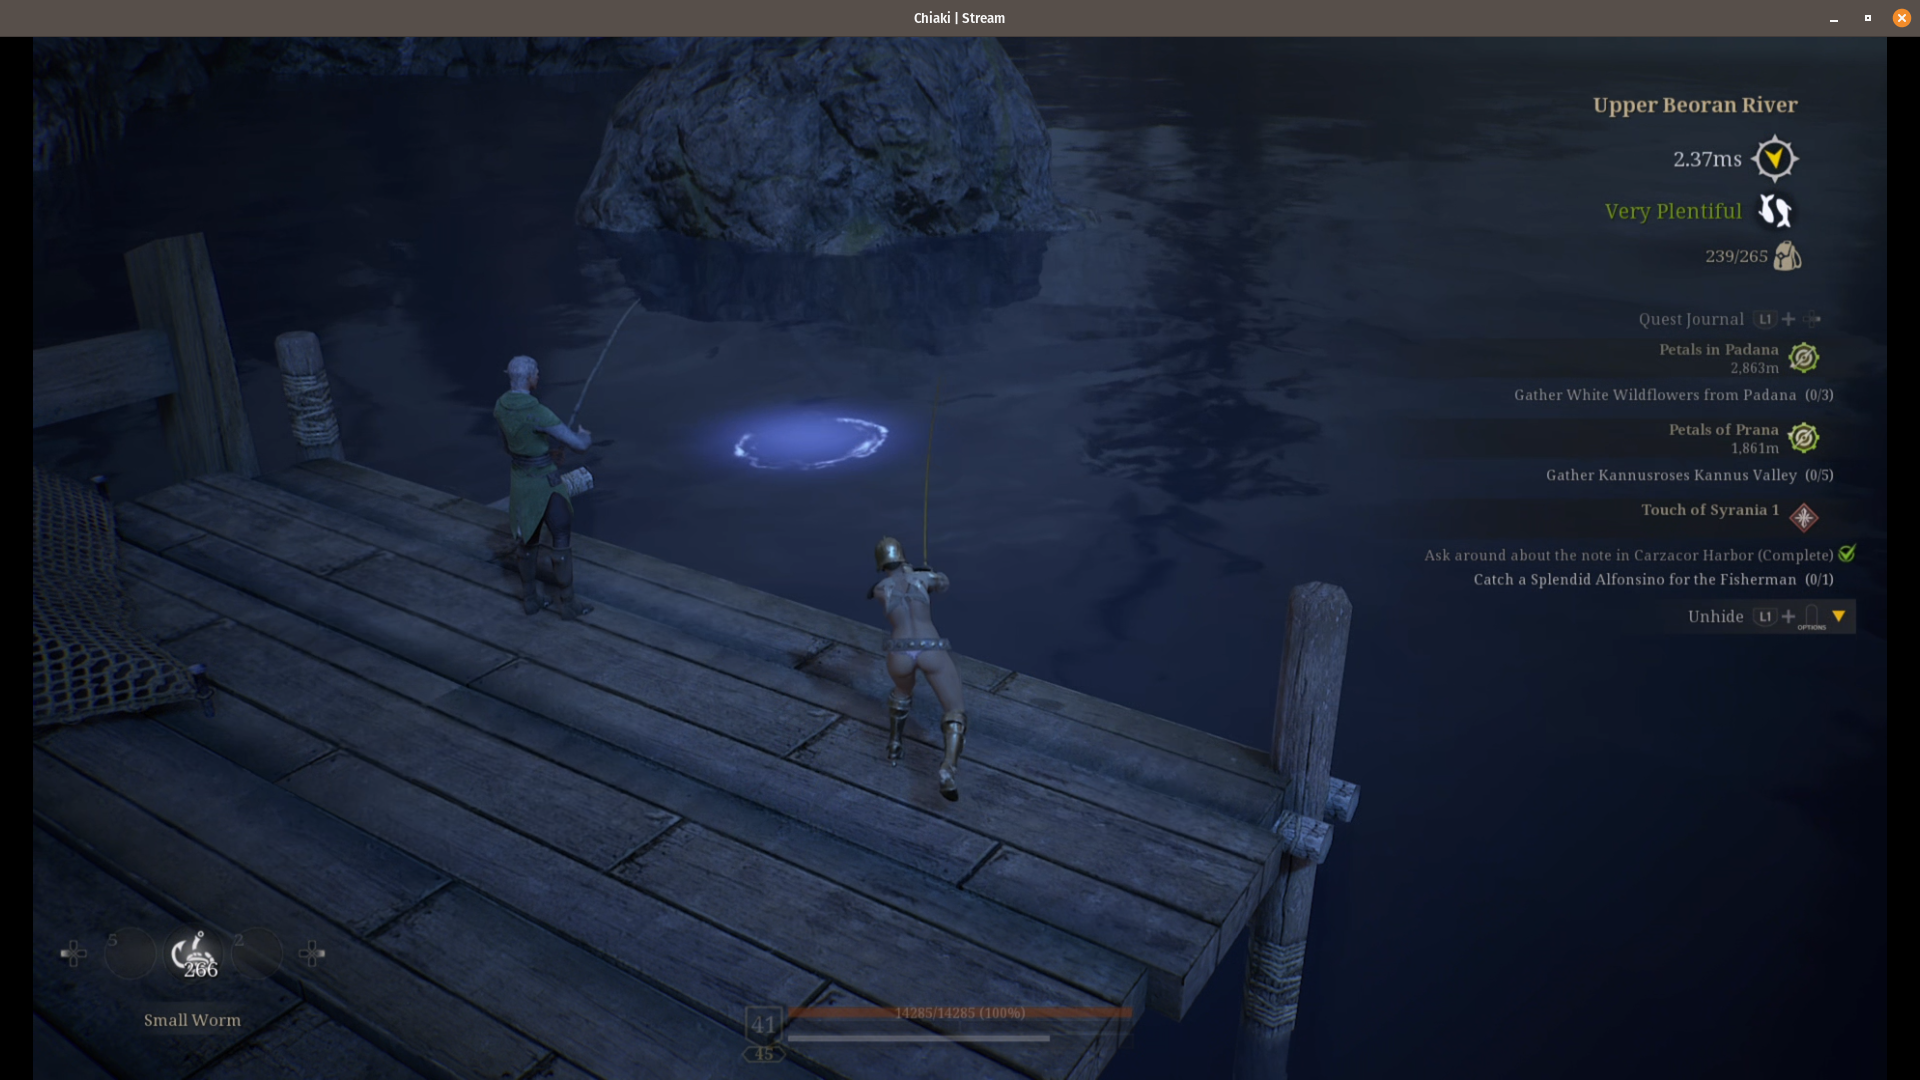 Chiaki | Stream
Upper Beoran River
2.37ms
Very Plentiful
239/265
Quest Journal L1 +
Petals in Padana
2,863m
Gather White Wildflowers from Padana (0/3)
Petals of Prana
1,861m
Gather Kannusroses Kannus Valley (0/5)
Touch of Syrania 1
Ask around about the note in Carzacor Harbor (Complete)
Catch a Splendid Alfonsino for the Fisherman (0/1)
Unhide L1 + OPTIONS
5
266
2
Small Worm
14285/14285 (100%)
41
45